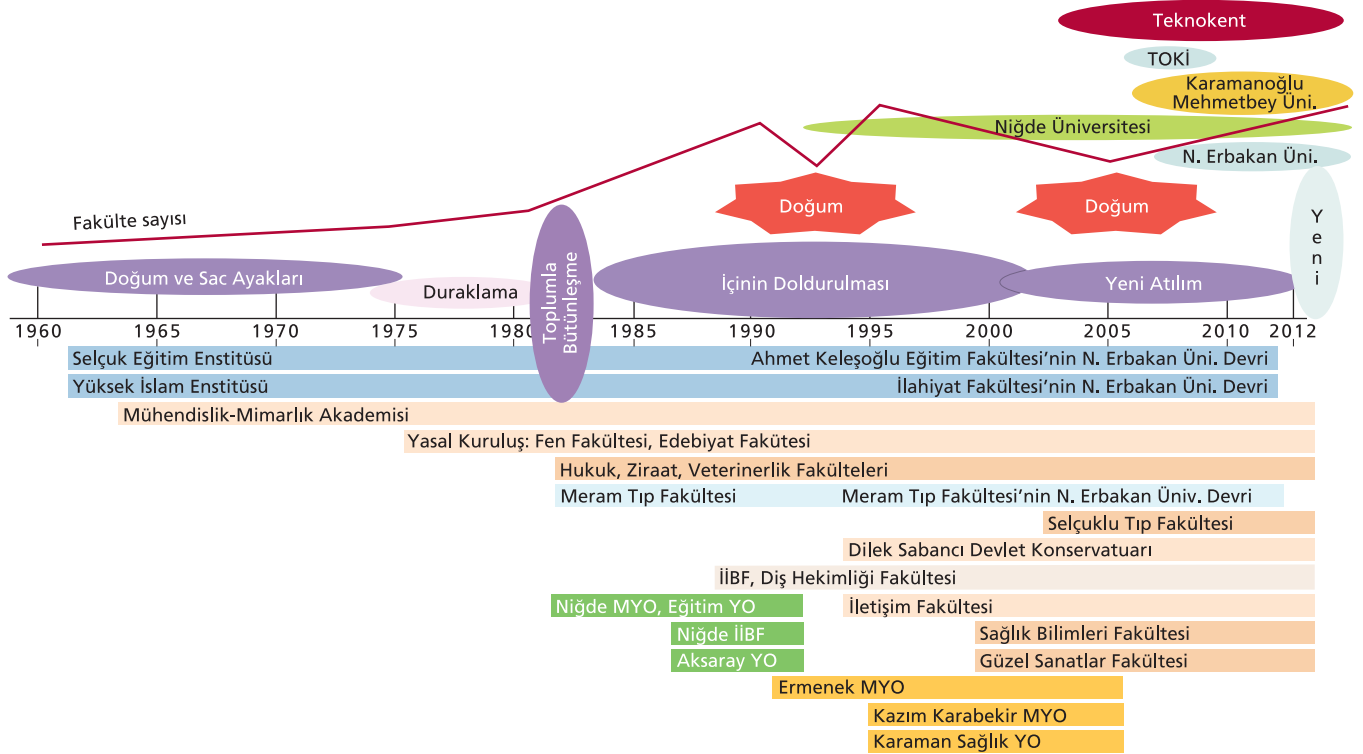 Teknokent
TOKİ
Karamanoğlu
Mehmetbey Üni.
Niğde Üniversitesi
N. Erbakan Üni.
Fakülte sayısı
Doğum
Doğum
Yeni
Doğum ve Sac Ayakları
Duraklama
Toplumla
Bütünleşme
İçinin Doldurulması
Yeni Atılım
1960 1965 1970 1975 1980 1985 1990 1995 2000 2005 2010 2012
Selçuk Eğitim Enstitüsü Ahmet Keleşoğlu Eğitim Fakültesi’nin N. Erbakan Üni. Devri
Yüksek İslam Enstitüsü İlahiyat Fakültesi’nin N. Erbakan Üni. Devri
Mühendislik-Mimarlık Akademisi
Yasal Kuruluş: Fen Fakültesi, Edebiyat Fakütesi
Hukuk, Ziraat, Veterinerlik Fakülteleri
Meram Tıp Fakültesi Meram Tıp Fakültesi’nin N. Erbakan Üniv. Devri
Selçuklu Tıp Fakültesi
Dilek Sabancı Devlet Konservatuarı
İİBF, Diş Hekimliği Fakültesi
Niğde MYO, Eğitim YO İletişim Fakültesi
Niğde İİBF Sağlık Bilimleri Fakültesi
Aksaray YO Güzel Sanatlar Fakültesi
Ermenek MYO
Kazım Karabekir MYO
Karaman Sağlık YO